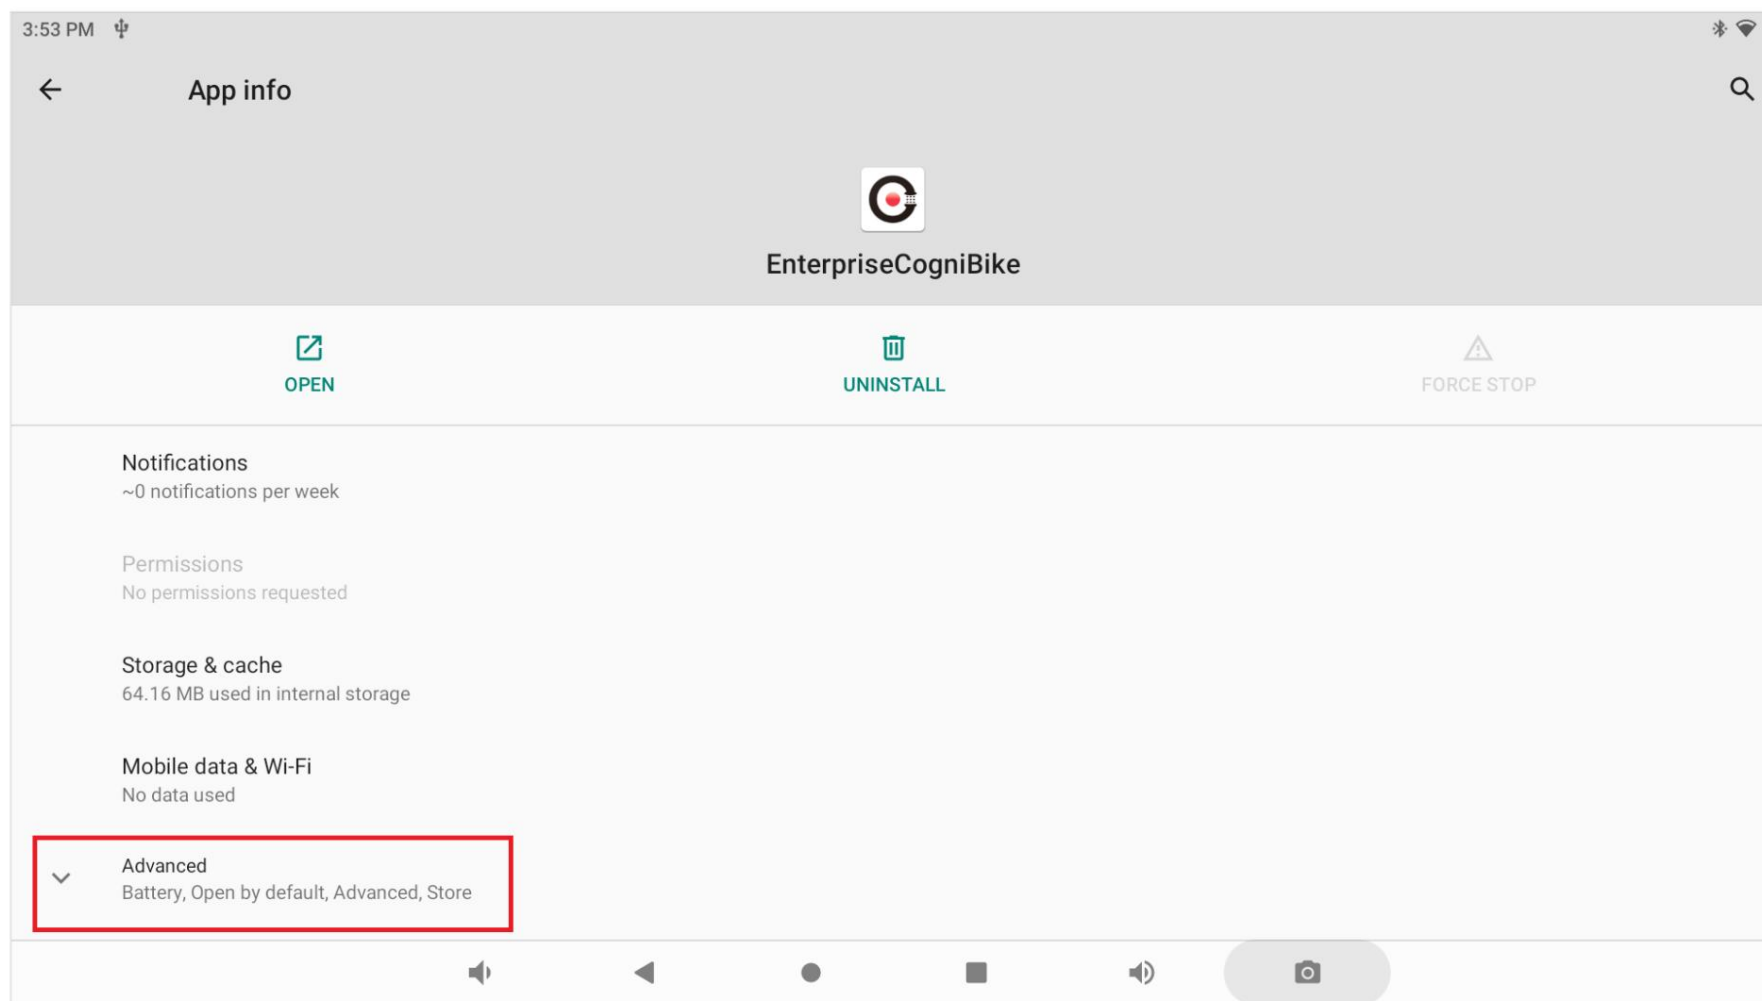 3:53 PM
App info
EnterpriseCogniBike
OPEN
UNINSTALL
FORCE STOP
Notifications
~0 notifications per week
Permissions
No permissions requested
Storage & cache
64.16 MB used in internal storage
Mobile data & Wi-Fi
No data used
Advanced
Battery, Open by default, Advanced, Store